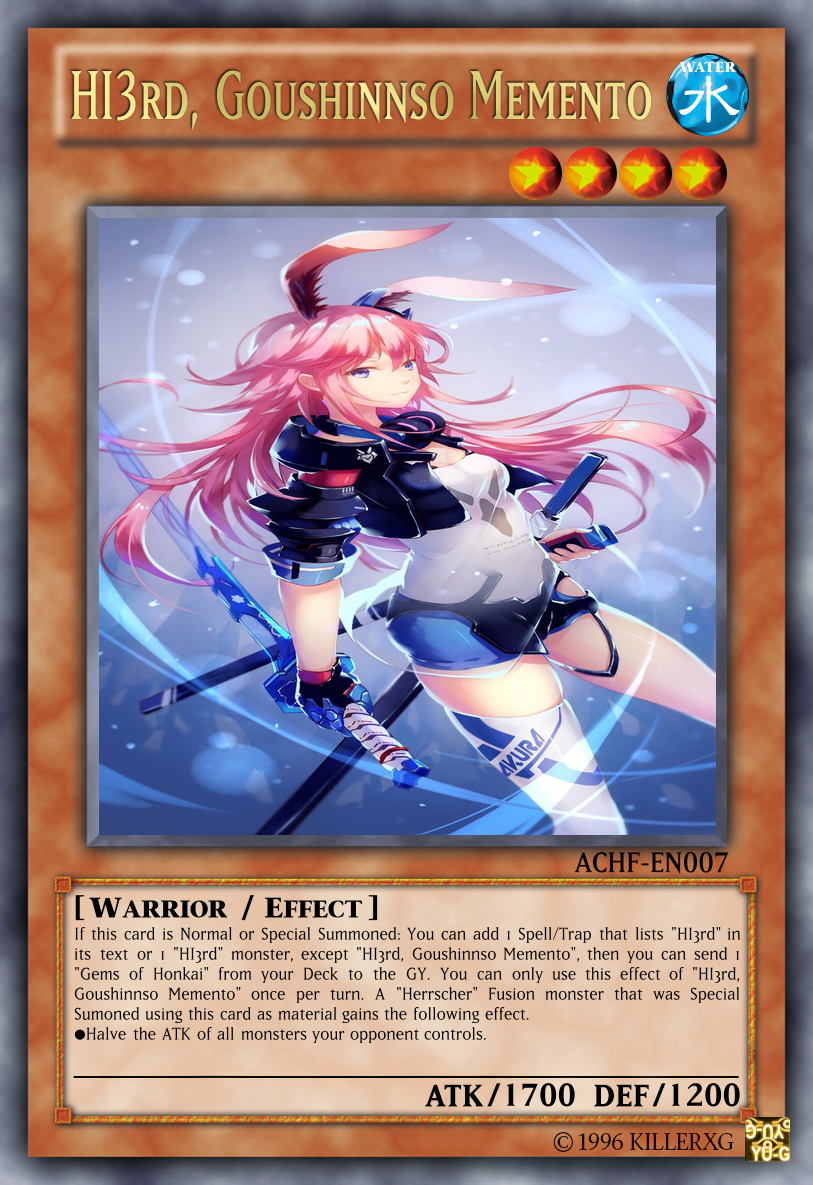 HI3rd, Goushinnso Memento
WATER
水
ACHF-EN007
[ Warrior / Effect ]
If this card is Normal or Special Summoned: You can add 1 Spell/Trap that lists "HI3rd" in
its text or 1 "HI3rd" monster, except "HI3rd, Goushinnso Memento", then you can send 1
"Gems of Honkai" from your Deck to the GY. You can only use this effect of "HI3rd,
Goushinnso Memento" once per turn. A "Herrscher" Fusion monster that was Special
Sumoned using this card as material gains the following effect.
●Halve the ATK of all monsters your opponent controls.
ATK/1700 DEF/1200
© 1996 KILLERXG